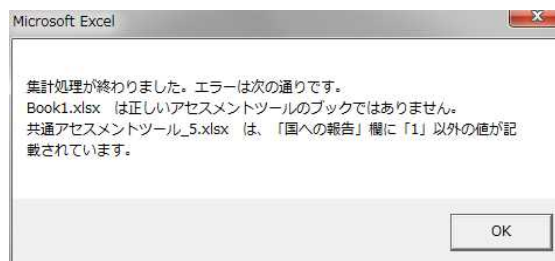 Microsoft Excel
集計処理が終わりました。エラーは次の通りです。
Book1.xlsx　は正しいアセスメントツールのブックではありません。
共通アセスメントツール_5.xlsx　は、「国への報告」欄に「1」以外の値が記
載されています。
OK